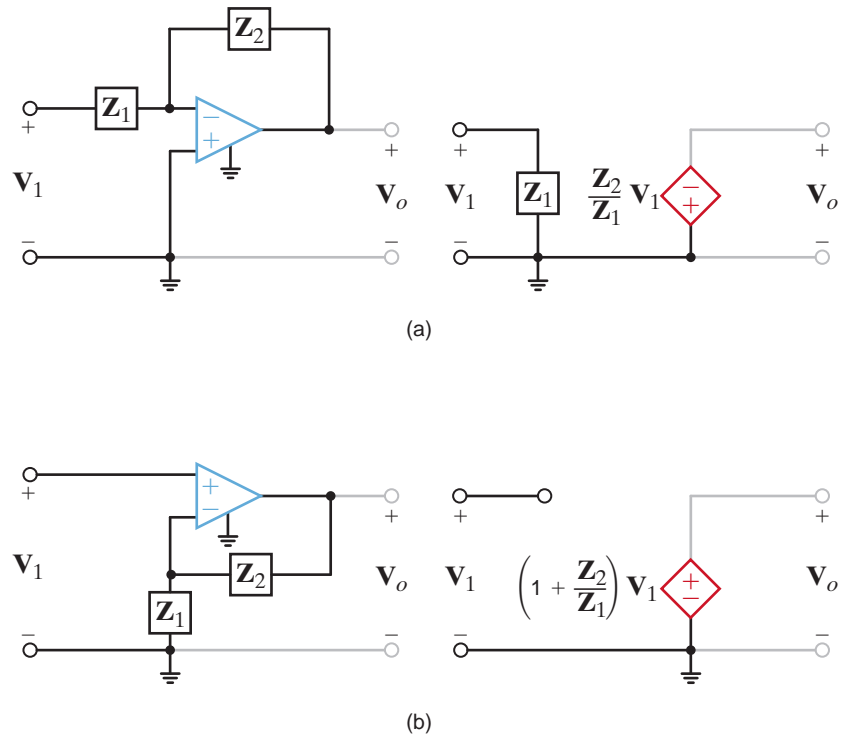 Z₂
Z₁
−
+
+
V₁
−
+
Vₒ
−
+
V₁
−
Z₁
Z₂/Z₁ V₁
−
+
+
Vₒ
−
(a)
+
−
+
V₁
−
Z₂
Z₁
+
Vₒ
−
+
V₁
−
(1 + Z₂/Z₁) V₁
+
−
+
Vₒ
−
(b)